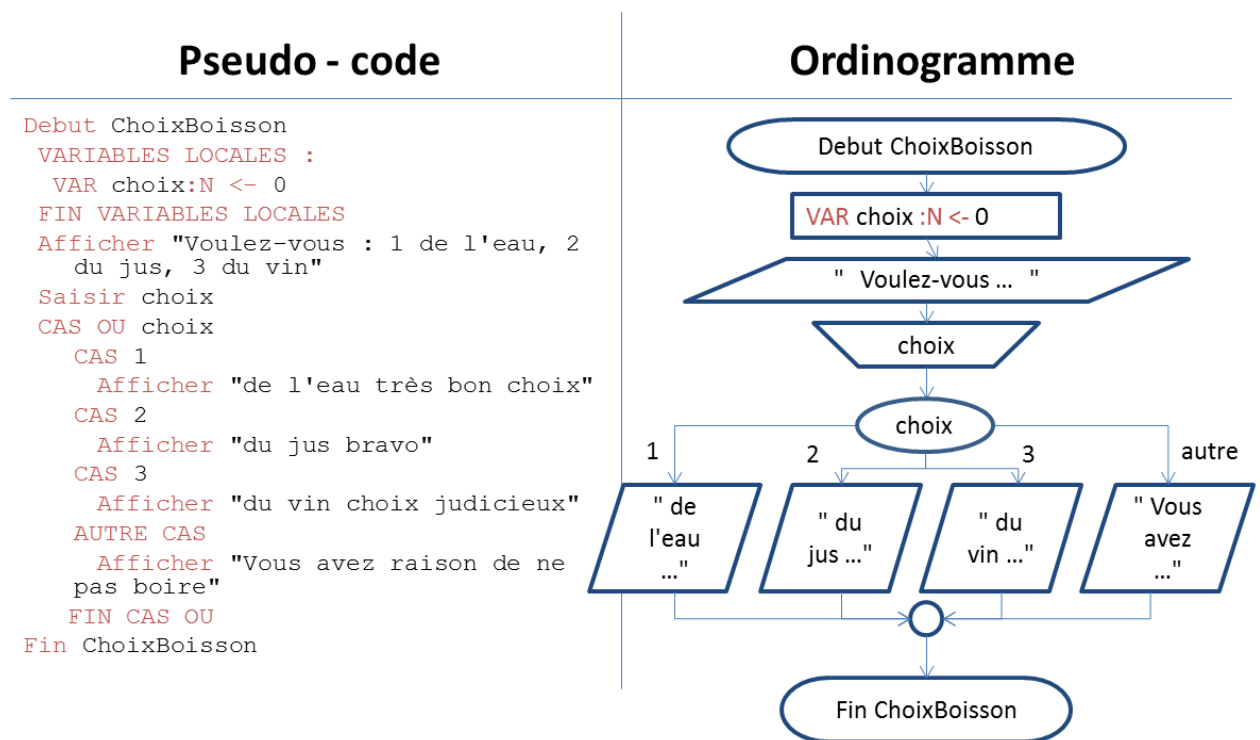 Pseudo - code
Debut ChoixBoisson
VARIABLES LOCALES :
VAR choix:N <- 0
FIN VARIABLES LOCALES
Afficher "Voulez-vous : 1 de l'eau, 2
du jus, 3 du vin"
Saisir choix
CAS OU choix
CAS 1
Afficher "de l'eau très bon choix"
CAS 2
Afficher "du jus bravo"
CAS 3
Afficher "du vin choix judicieux"
AUTRE CAS
Afficher "Vous avez raison de ne
pas boire"
FIN CAS OU
Fin ChoixBoisson
Ordinogramme
Debut ChoixBoisson
VAR choix :N <- 0
" Voulez-vous ... "
choix
choix
1
2
3
autre
" de
l'eau
..."
" du
jus ..."
" du
vin ..."
" Vous
avez
..."
Fin ChoixBoisson